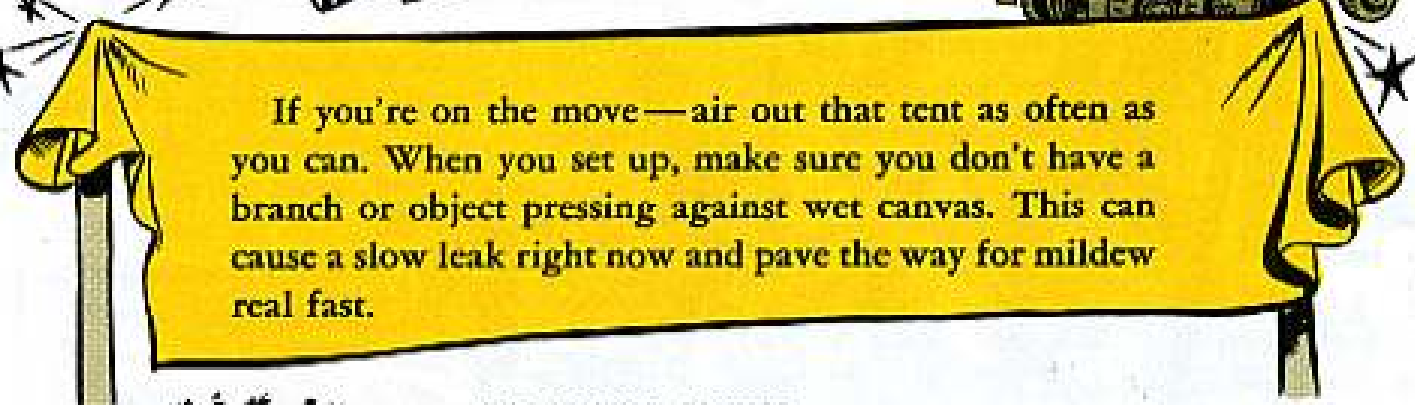 If you're on the move—air out that tent as often as
you can. When you set up, make sure you don't have a
branch or object pressing against wet canvas. This can
cause a slow leak right now and pave the way for mildew
real fast.